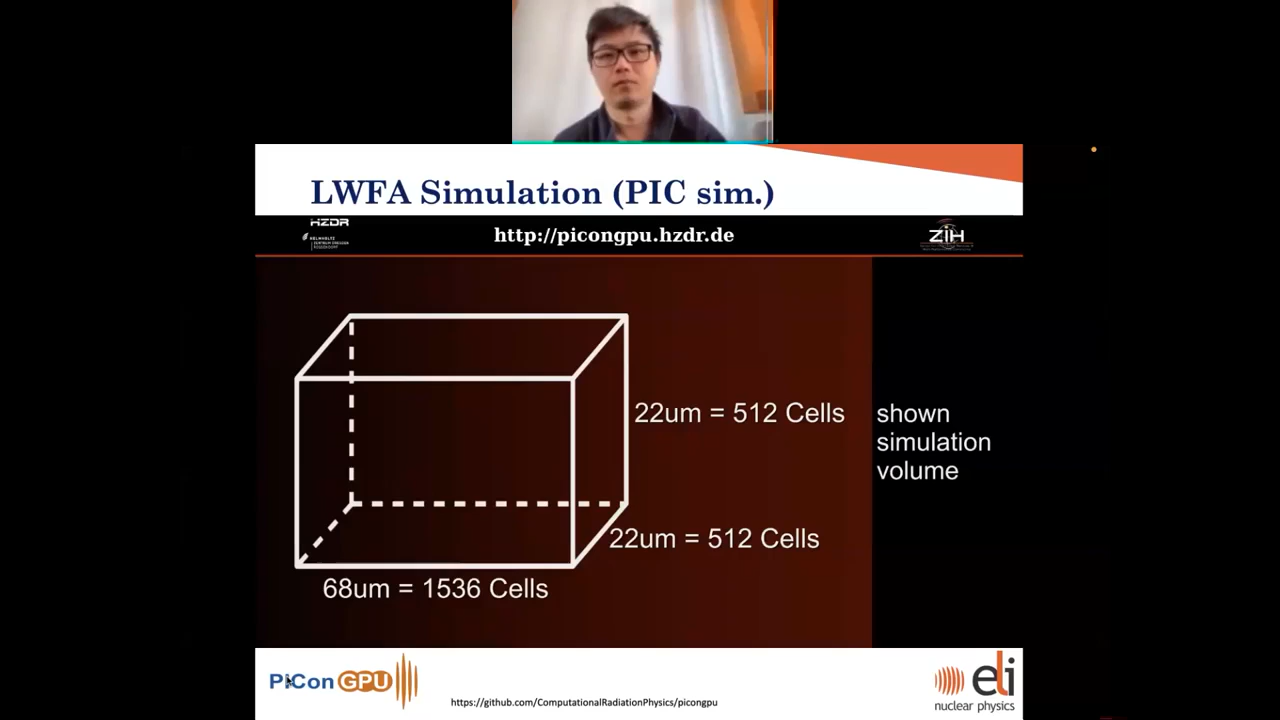 LWFA Simulation (PIC sim.)
HZDR
http://picongpu.hzdr.de
ZIH
22um = 512 Cells
shown
simulation
volume
22um = 512 Cells
68um = 1536 Cells
PIConGPU
https://github.com/ComputationalRadiationPhysics/picongpu
eli
nuclear physics